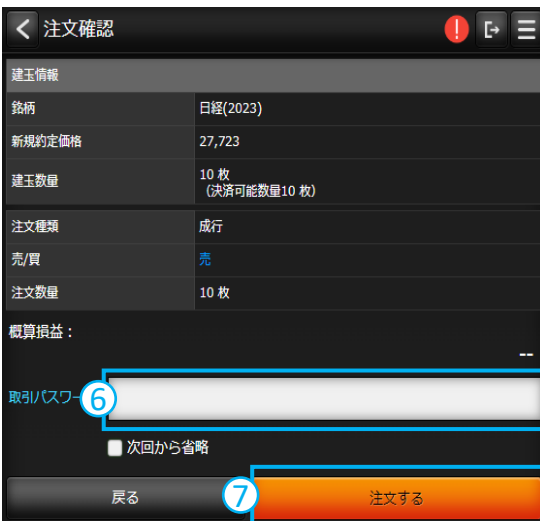 注文確認
建玉情報
銘柄 日経(2023)
新規約定価格 27,723
建玉数量 10 枚
（決済可能数量10 枚）
注文種類 成行
売/買 売
注文数量 10 枚
概算損益：
--
取引パスワー 6
次回から省略
戻る 7 注文する